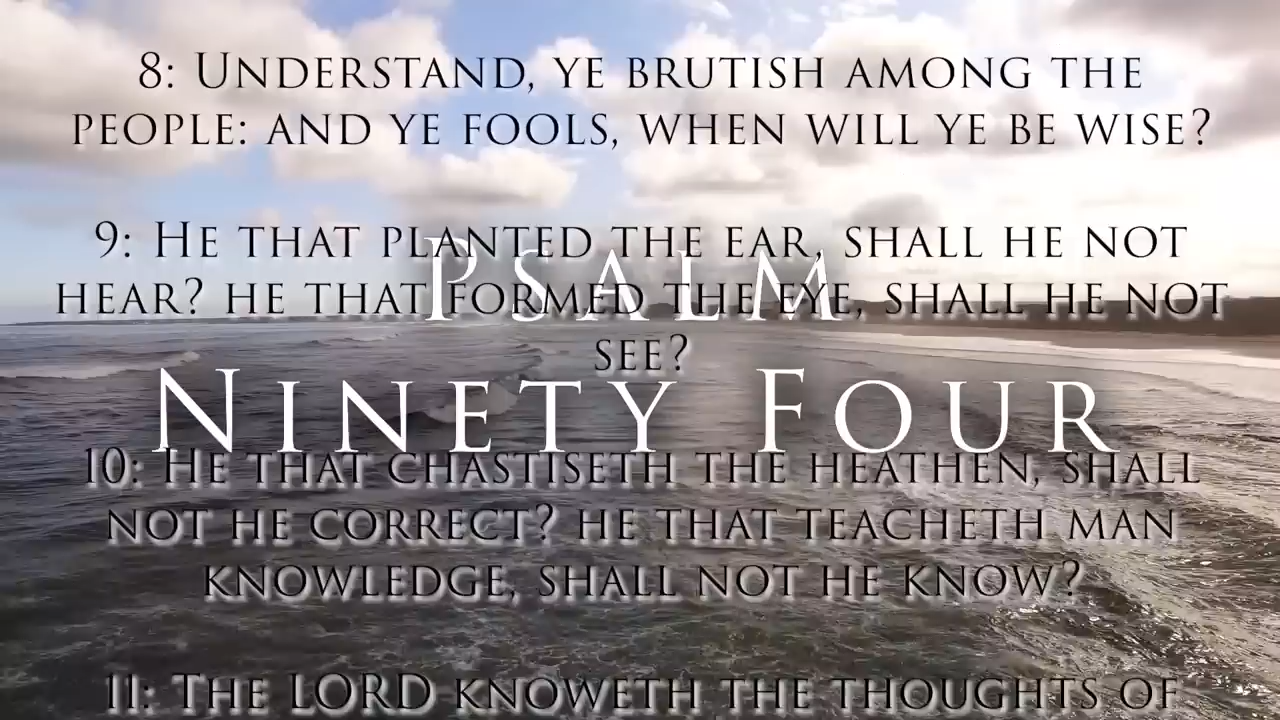 8: Understand, ye brutish among the
people: and ye fools, when will ye be wise?
9: He that planted the ear, shall he not
hear? he that formed the eye, shall he not
see?
Psalm
Ninety Four
10: He that chastiseth the heathen, shall
not he correct? he that teacheth man
knowledge, shall not he know?
11: The LORD knoweth the thoughts of